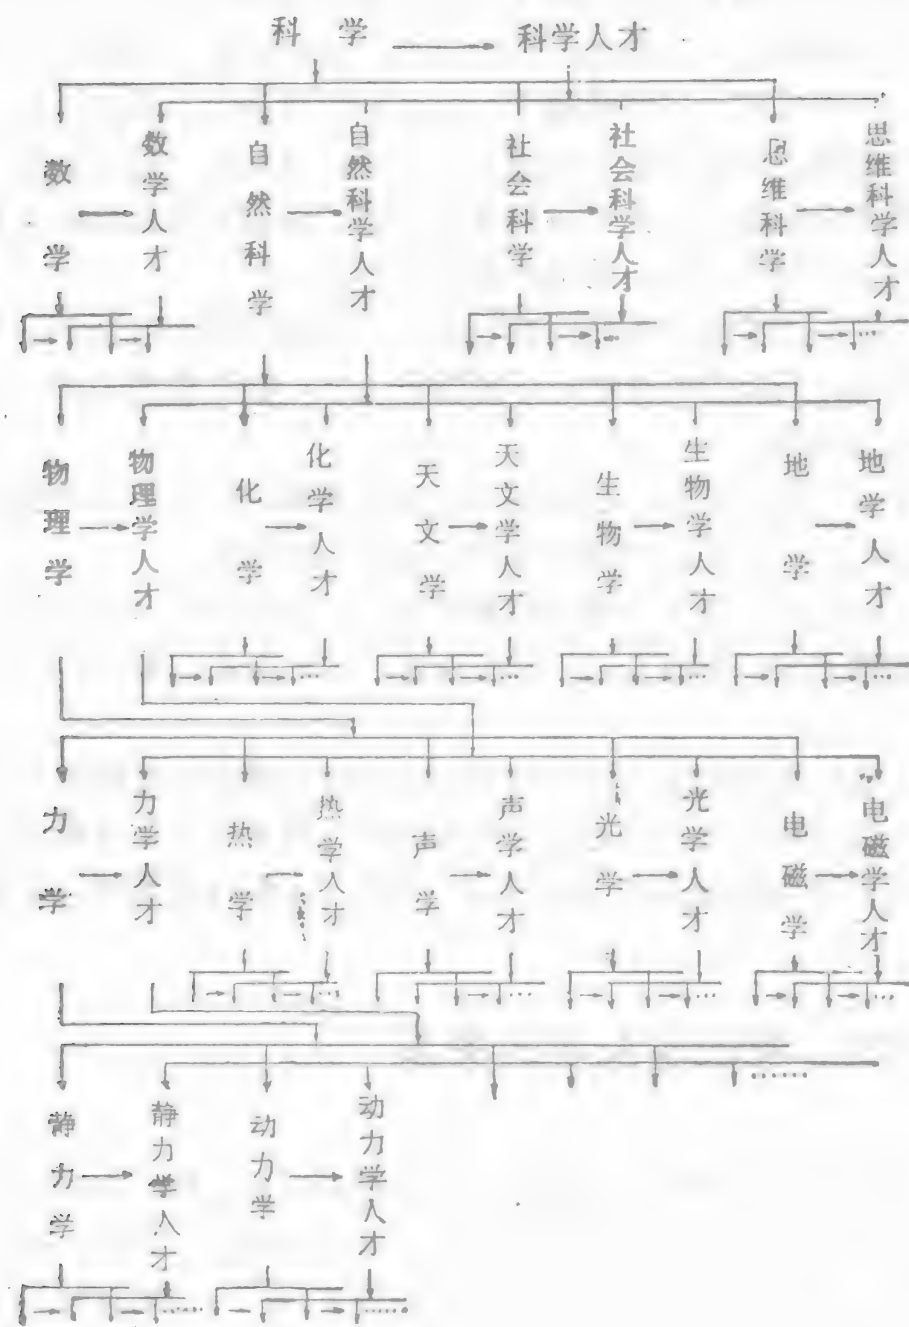 科学 科学人才
数学 数学人才 自然科学 自然科学人才 社会科学 社会科学人才 思维科学 思维科学人才
物理学 物理学人才 化学 化学人才 天文学 天文学人才 生物学 生物学人才 地学 地学人才
力学 力学人才 热学 热学人才 声学 声学人才 光学 光学人才 电磁学 电磁学人才
静力学 静力学人才 动力学 动力学人才